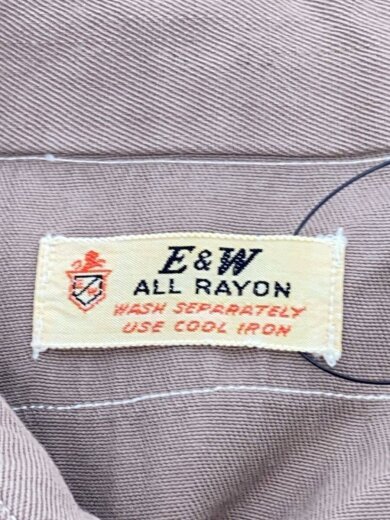 E & W
ALL RAYON
WASH SEPARATELY
USE COOL IRON